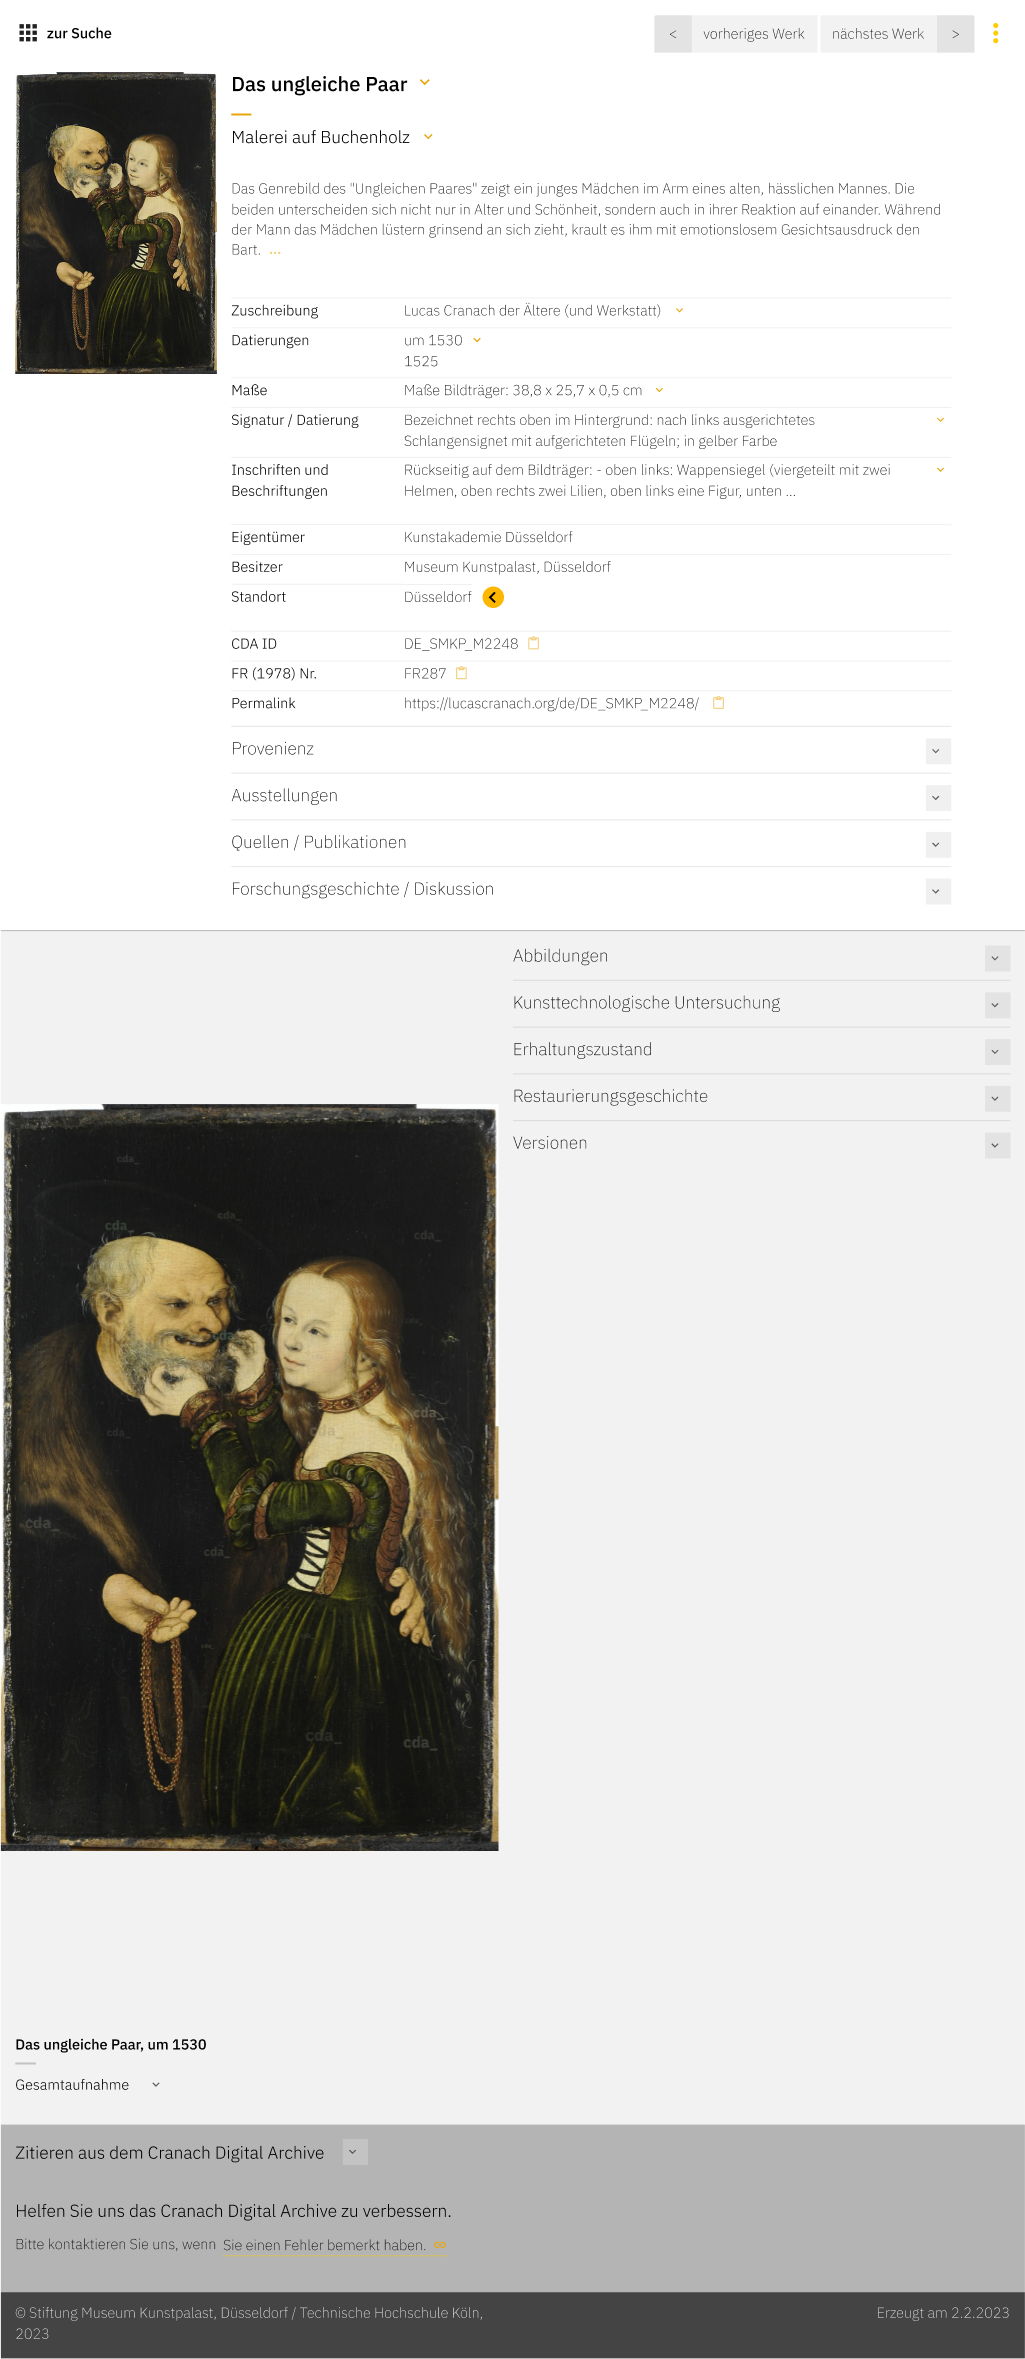 zur Suche
< vorheriges Werk nächstes Werk >
Das ungleiche Paar
Malerei auf Buchenholz
Das Genrebild des "Ungleichen Paares" zeigt ein junges Mädchen im Arm eines alten, hässlichen Mannes. Die
beiden unterscheiden sich nicht nur in Alter und Schönheit, sondern auch in ihrer Reaktion auf einander. Während
der Mann das Mädchen lüstern grinsend an sich zieht, krault es ihm mit emotionslosem Gesichtsausdruck den
Bart. ...
Zuschreibung Lucas Cranach der Ältere (und Werkstatt)
Datierungen um 1530
1525
Maße Maße Bildträger: 38,8 x 25,7 x 0,5 cm
Signatur / Datierung Bezeichnet rechts oben im Hintergrund: nach links ausgerichtetes
Schlangensignet mit aufgerichteten Flügeln; in gelber Farbe
Inschriften und Rückseitig auf dem Bildträger: - oben links: Wappensiegel (viergeteilt mit zwei
Beschriftungen Helmen, oben rechts zwei Lilien, oben links eine Figur, unten ...
Eigentümer Kunstakademie Düsseldorf
Besitzer Museum Kunstpalast, Düsseldorf
Standort Düsseldorf
CDA ID DE_SMKP_M2248
FR (1978) Nr. FR287
Permalink https://lucascranach.org/de/DE_SMKP_M2248/
Provenienz
Ausstellungen
Quellen / Publikationen
Forschungsgeschichte / Diskussion
Abbildungen
Kunsttechnologische Untersuchung
Erhaltungszustand
Restaurierungsgeschichte
Versionen
cda_
cda_
cda_
cda_
cda_
cda_
cda_
cda_
cda_
cda_
cda_
cda_
Das ungleiche Paar, um 1530
Gesamtaufnahme
Zitieren aus dem Cranach Digital Archive
Helfen Sie uns das Cranach Digital Archive zu verbessern.
Bitte kontaktieren Sie uns, wenn Sie einen Fehler bemerkt haben.
© Stiftung Museum Kunstpalast, Düsseldorf / Technische Hochschule Köln, Erzeugt am 2.2.2023
2023